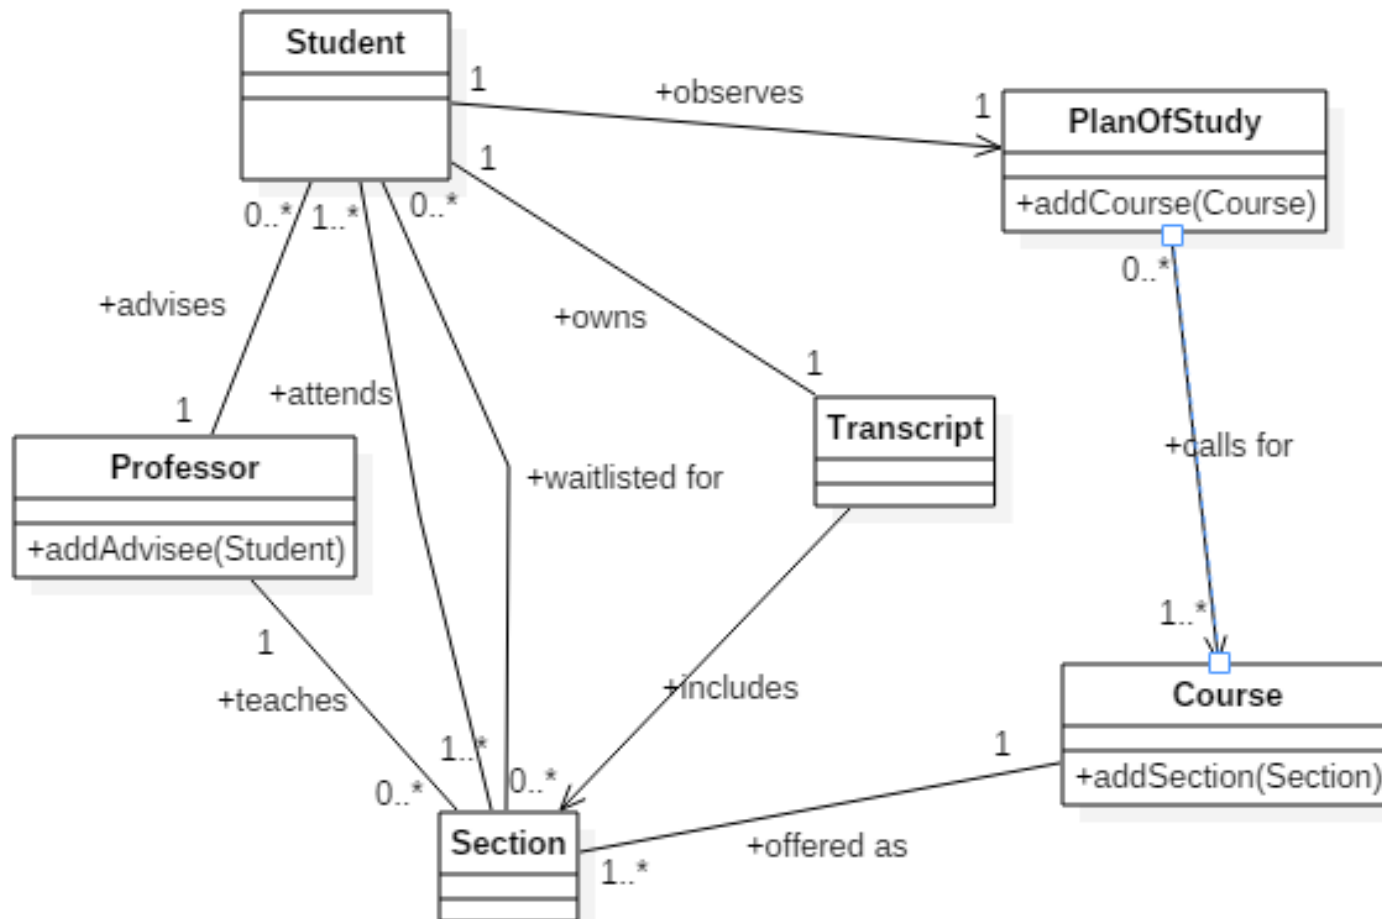 Student
1
+observes
1
PlanOfStudy
+addCourse(Course)
1
0..*
1..*
0..*
0..*
+advises
+owns
1
1
+attends
Transcript
+calls for
Professor
+waitlisted for
+addAdvisee(Student)
1
1..*
+teaches
+includes
Course
1..*
0..*
0..*
1
+addSection(Section)
Section
+offered as
1..*